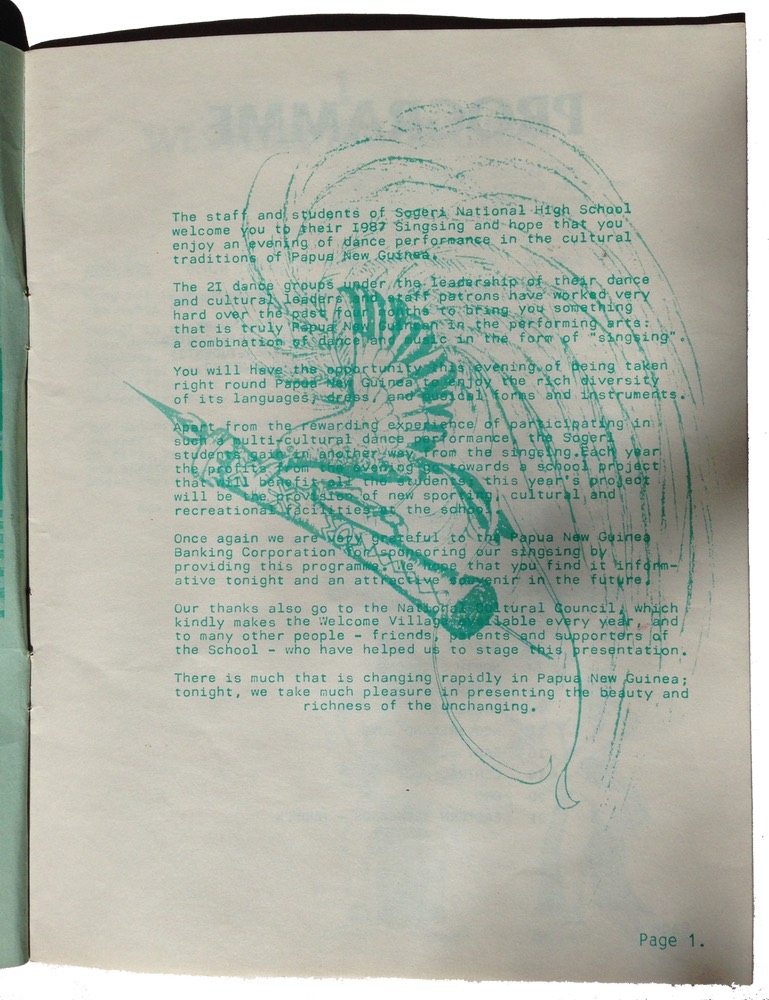 PROGRAMME
The staff and students of Sogeri National High School
welcome you to their I987 Singsing and hope that you
enjoy an evening of dance performance in the cultural
traditions of Papua New Guinea.
The 2I dance groups under the leadership of their dance
and cultural leaders and staff patrons have worked very
hard over the past four months to bring you something
that is truly Papua New Guinean in the performing arts:
a combination of dance and music in the form of "singsing".
You will have the opportunity this evening of being taken
right round Papua New Guinea to enjoy the rich diversity
of its languages, dress, and musical forms and instruments.
Apart from the rewarding experience of participating in
such a multi-cultural dance performance, the Sogeri
students gain in another way from the singsing.Each year
the profits from the evening go towards a school project
that will benefit all the students; this year's project
will be the provision of new sporting, cultural and
recreational facilities at the school.
Once again we are very grateful to the Papua New Guinea
Banking Corporation for sponsoring our singsing by
providing this programme. We hope that you find it inform-
ative tonight and an attractive souvenir in the future.
Our thanks also go to the National Cultural Council, which
kindly makes the Welcome Village available every year, and
to many other people - friends, parents and supporters of
the School - who have helped us to stage this presentation.
There is much that is changing rapidly in Papua New Guinea;
tonight, we take much pleasure in presenting the beauty and
richness of the unchanging.
Page 1.